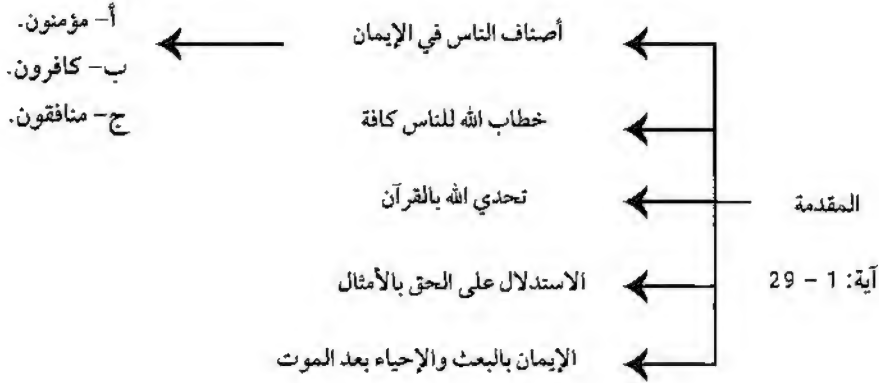 المقدمة
آية: 1 – 29
أصناف الناس في الإيمان
أ– مؤمنون.
ب– كافرون.
ج– منافقون.
خطاب الله للناس كافة
تحدي الله بالقرآن
الاستدلال على الحق بالأمثال
الإيمان بالبعث والإحياء بعد الموت